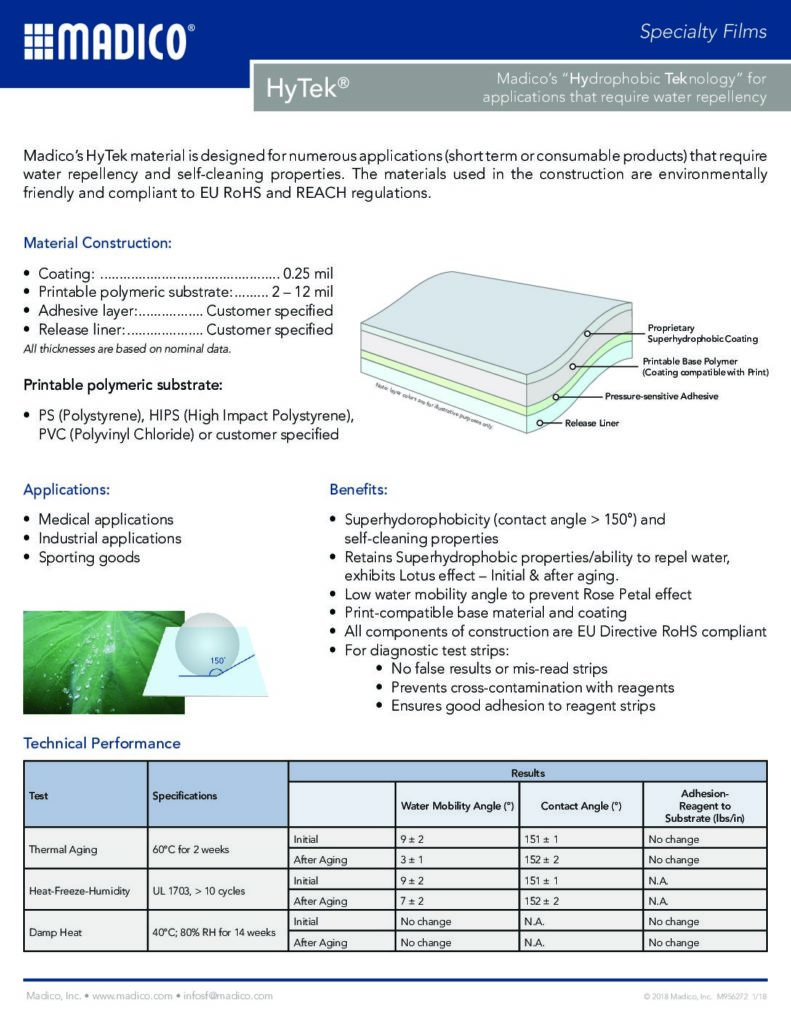 MADICO®
Specialty Films
HyTek®
Madico's "Hydrophobic Teknology" for
applications that require water repellency
Madico's HyTek material is designed for numerous applications (short term or consumable products) that require
water repellency and self-cleaning properties. The materials used in the construction are environmentally
friendly and compliant to EU RoHS and REACH regulations.
Material Construction:
• Coating: ............................................... 0.25 mil
• Printable polymeric substrate:......... 2 – 12 mil
• Adhesive layer:................. Customer specified
• Release liner:.................... Customer specified
All thicknesses are based on nominal data.
Proprietary
Superhydrophobic Coating
Printable Base Polymer
(Coating compatible with Print)
Pressure-sensitive Adhesive
Release Liner
Note: layer colors are for illustrative purposes only.
Printable polymeric substrate:
• PS (Polystyrene), HIPS (High Impact Polystyrene),
PVC (Polyvinyl Chloride) or customer specified
Applications:
• Medical applications
• Industrial applications
• Sporting goods
150°
Benefits:
• Superhydorophobicity (contact angle > 150°) and
self-cleaning properties
• Retains Superhydrophobic properties/ability to repel water,
exhibits Lotus effect – Initial & after aging.
• Low water mobility angle to prevent Rose Petal effect
• Print-compatible base material and coating
• All components of construction are EU Directive RoHS compliant
• For diagnostic test strips:
• No false results or mis-read strips
• Prevents cross-contamination with reagents
• Ensures good adhesion to reagent strips
Technical Performance
Test Specifications Results
Water Mobility Angle (°) Contact Angle (°) Adhesion-
Reagent to
Substrate (lbs/in)
Thermal Aging 60°C for 2 weeks Initial 9 ± 2 151 ± 1 No change
After Aging 3 ± 1 152 ± 2 No change
Heat-Freeze-Humidity UL 1703, > 10 cycles Initial 9 ± 2 151 ± 1 N.A.
After Aging 7 ± 2 152 ± 2 N.A.
Damp Heat 40°C; 80% RH for 14 weeks Initial No change N.A. No change
After Aging No change N.A. No change
Madico, Inc. • www.madico.com • infosf@madico.com
© 2018 Madico, Inc. M956272 1/18